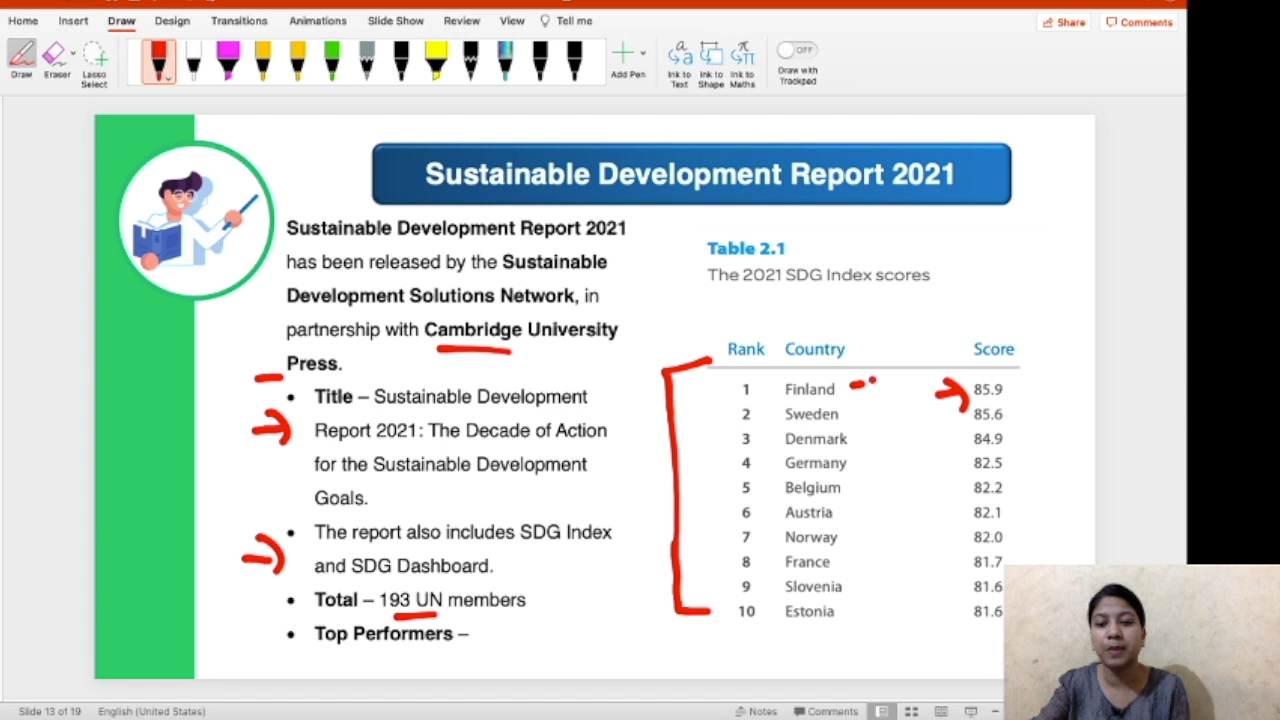 Home Insert Draw Design Transitions Animations Slide Show Review View Tell me
Share Comments
Draw Eraser Lasso Select
Add Pen
Ink to Text Ink to Shape Ink to Maths
OFF
Draw with Trackpad
Sustainable Development Report 2021
Sustainable Development Report 2021
has been released by the Sustainable
Development Solutions Network, in
partnership with Cambridge University
Press.
• Title – Sustainable Development
Report 2021: The Decade of Action
for the Sustainable Development
Goals.
• The report also includes SDG Index
and SDG Dashboard.
• Total – 193 UN members
• Top Performers –
Table 2.1
The 2021 SDG Index scores
Rank Country Score
1 Finland 85.9
2 Sweden 85.6
3 Denmark 84.9
4 Germany 82.5
5 Belgium 82.2
6 Austria 82.1
7 Norway 82.0
8 France 81.7
9 Slovenia 81.6
10 Estonia 81.6
Slide 13 of 19 English (United States)
Notes Comments